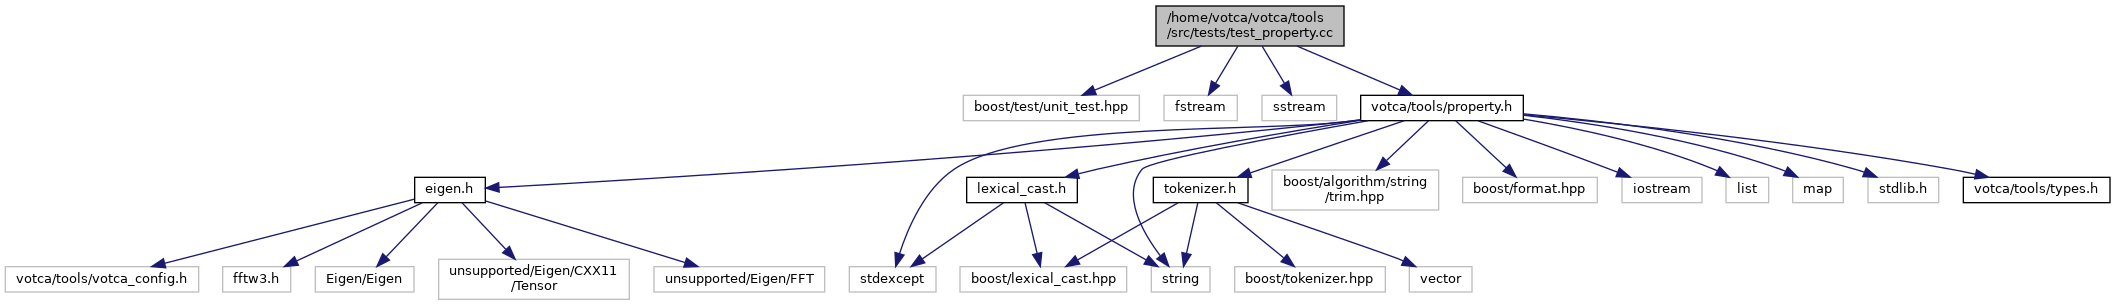 /home/votca/votca/tools
/src/tests/test_property.cc
boost/test/unit_test.hpp
fstream
sstream
votca/tools/property.h
eigen.h
lexical_cast.h
tokenizer.h
boost/algorithm/string
/trim.hpp
boost/format.hpp
iostream
list
map
stdlib.h
votca/tools/types.h
votca/tools/votca_config.h
fftw3.h
Eigen/Eigen
unsupported/Eigen/CXX11
/Tensor
unsupported/Eigen/FFT
stdexcept
boost/lexical_cast.hpp
string
boost/tokenizer.hpp
vector